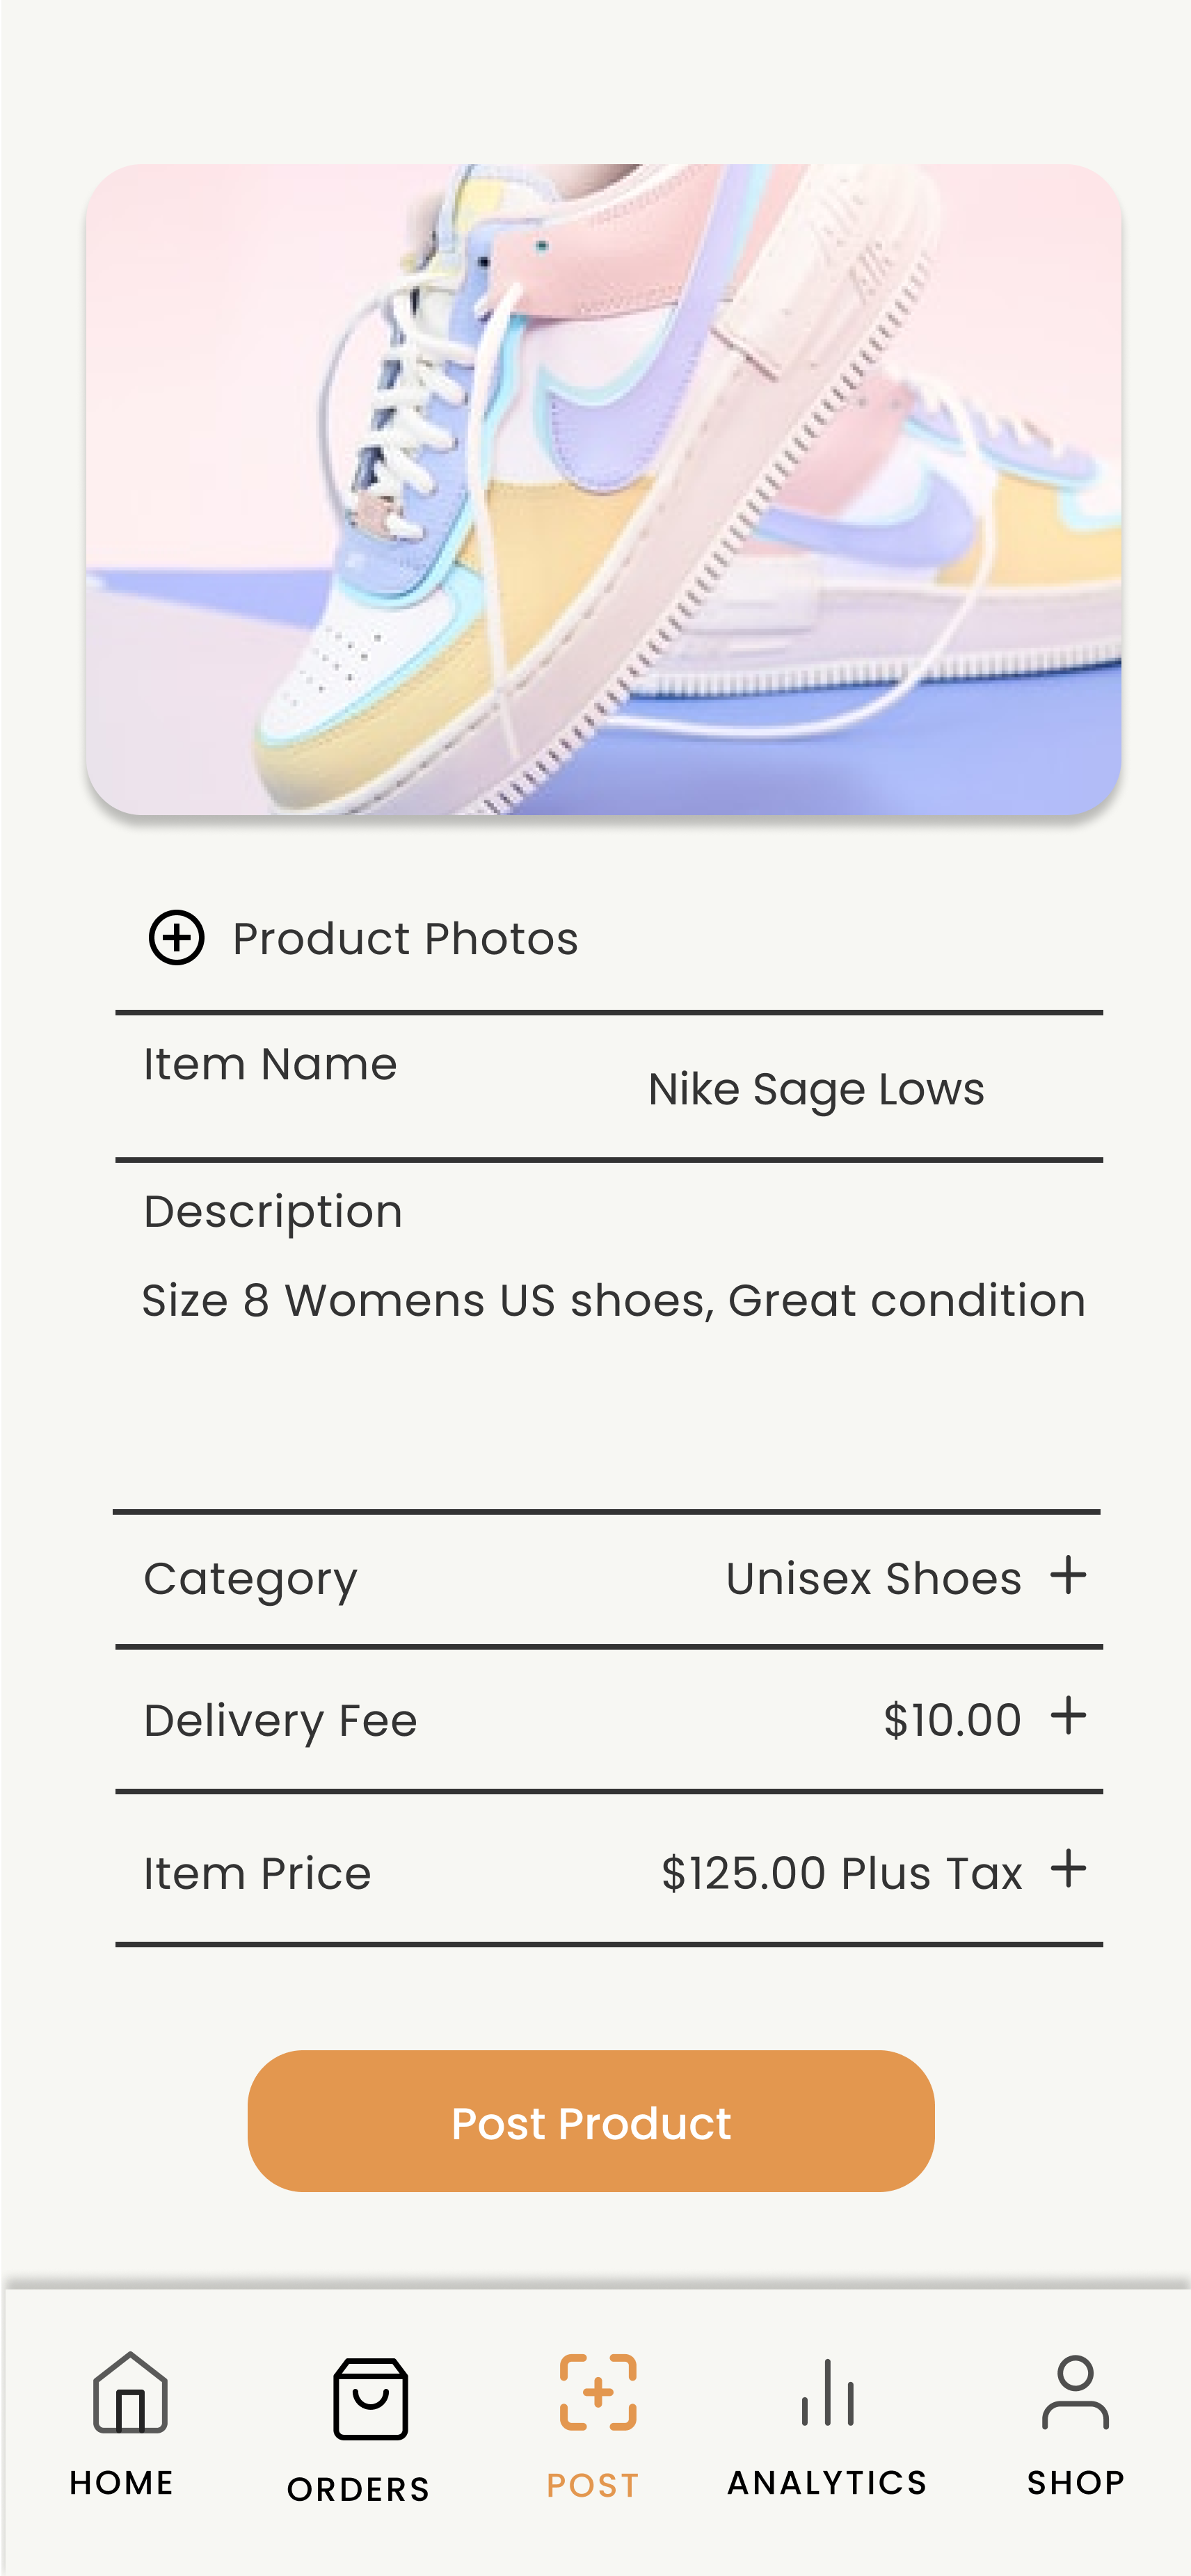 Product Photos
Item Name
Nike Sage Lows
Description
Size 8 Womens US shoes, Great condition
Category
Unisex Shoes
Delivery Fee
$10.00
Item Price
$125.00 Plus Tax
Post Product
HOME
ORDERS
POST
ANALYTICS
SHOP